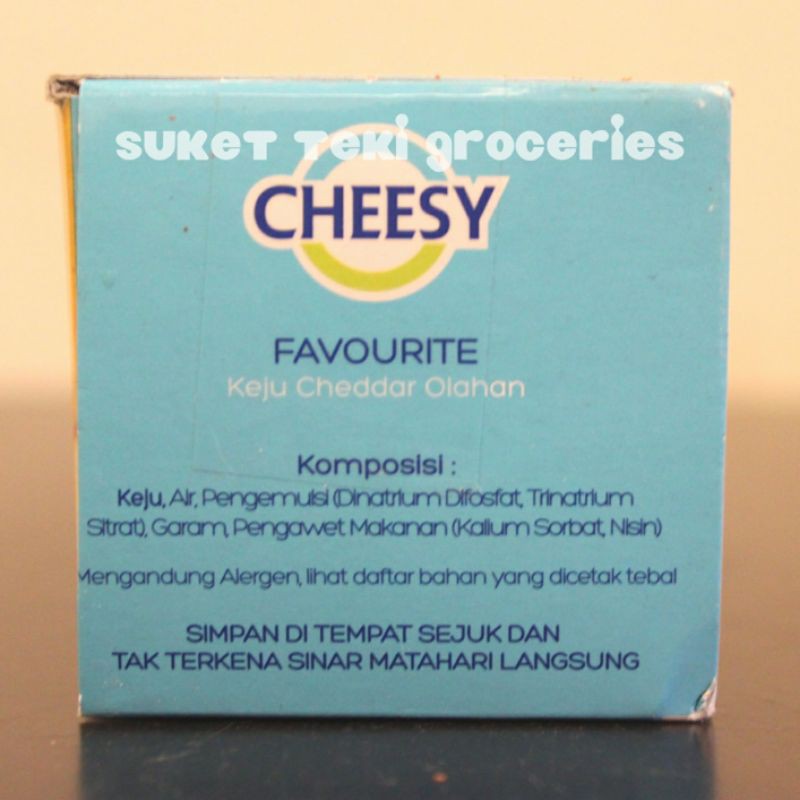 SUKET TEKI GROCERIES
CHEESY
FAVOURITE
Keju Cheddar Olahan
Komposisi :
Keju, Air, Pengemulsi (Dinatrium Difosfat, Trinatrium
Sitrat), Garam, Pengawet Makanan (Kalium Sorbat, Nisin)
Mengandung Alergen, lihat daftar bahan yang dicetak tebal
SIMPAN DI TEMPAT SEJUK DAN
TAK TERKENA SINAR MATAHARI LANGSUNG